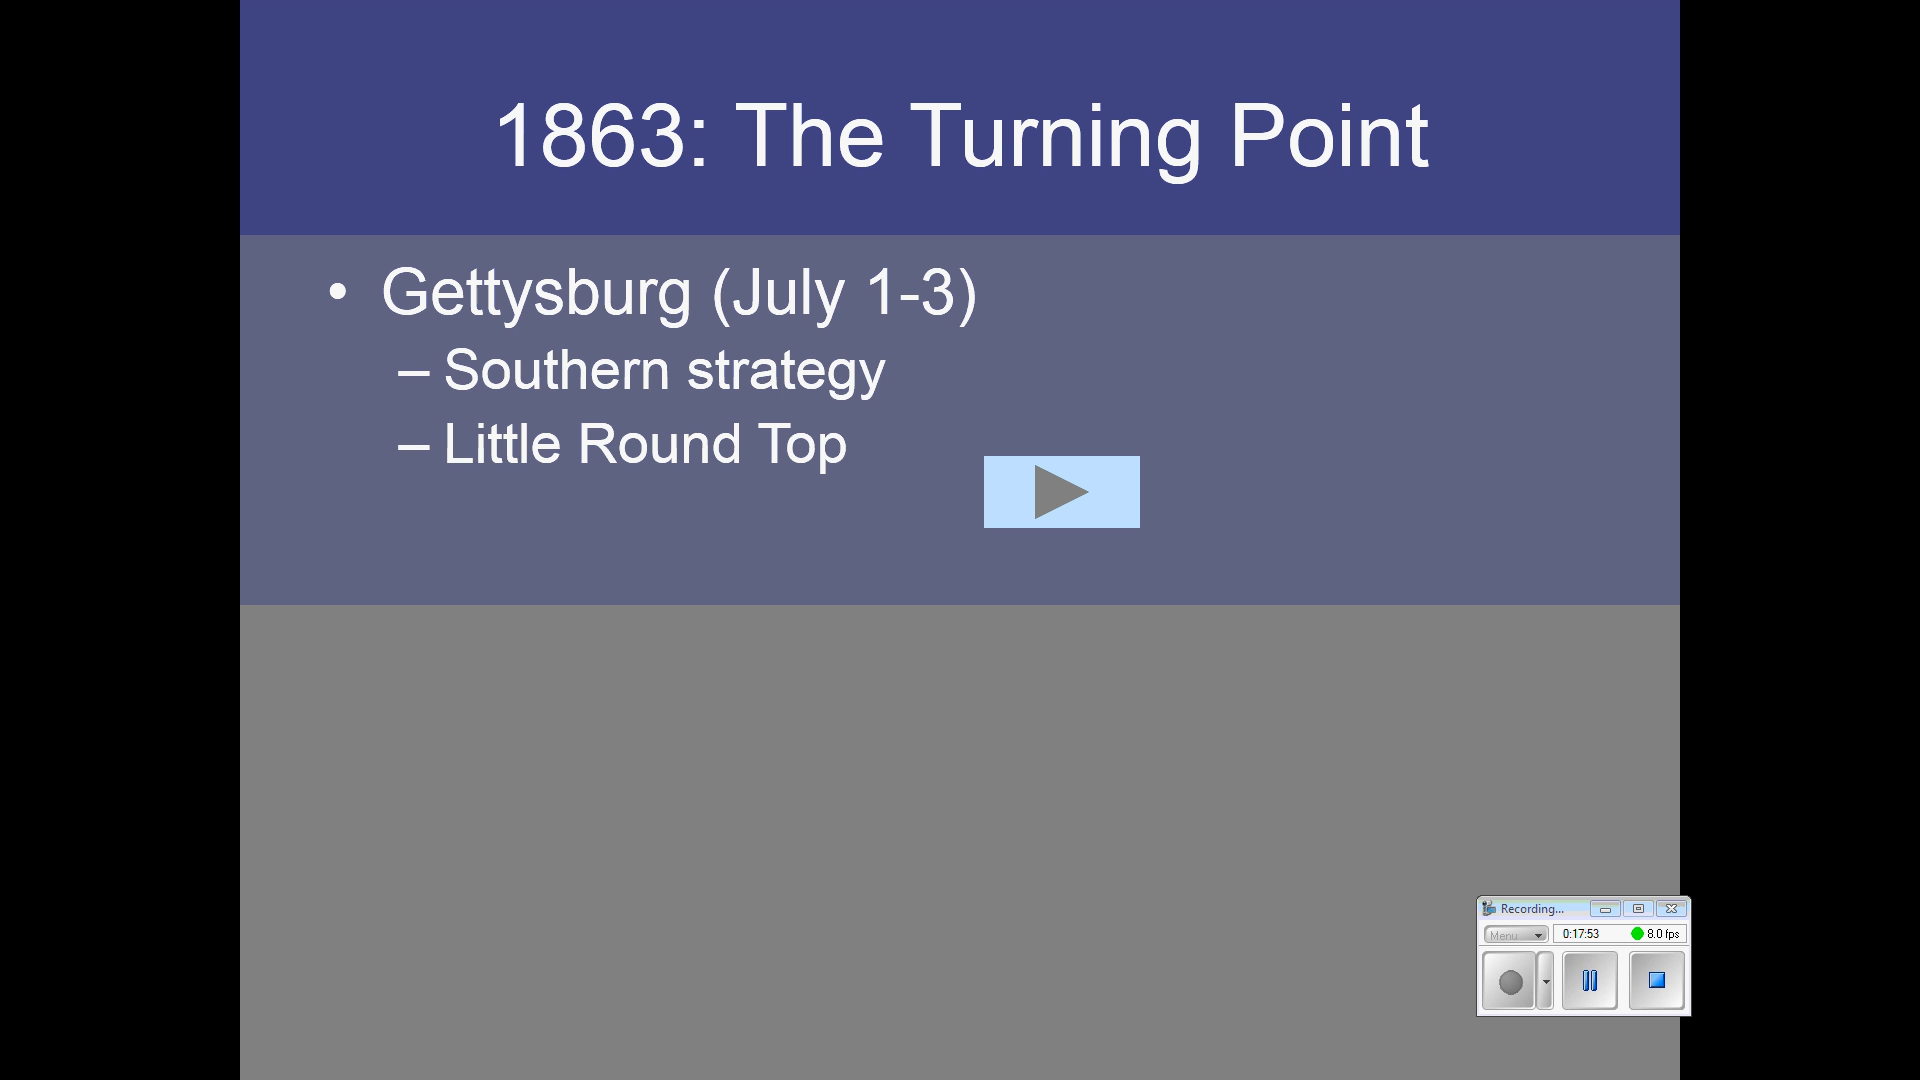 1863: The Turning Point
• Gettysburg (July 1-3)
– Southern strategy
– Little Round Top
Recording...
Menu 0:17:53 8.0 fps